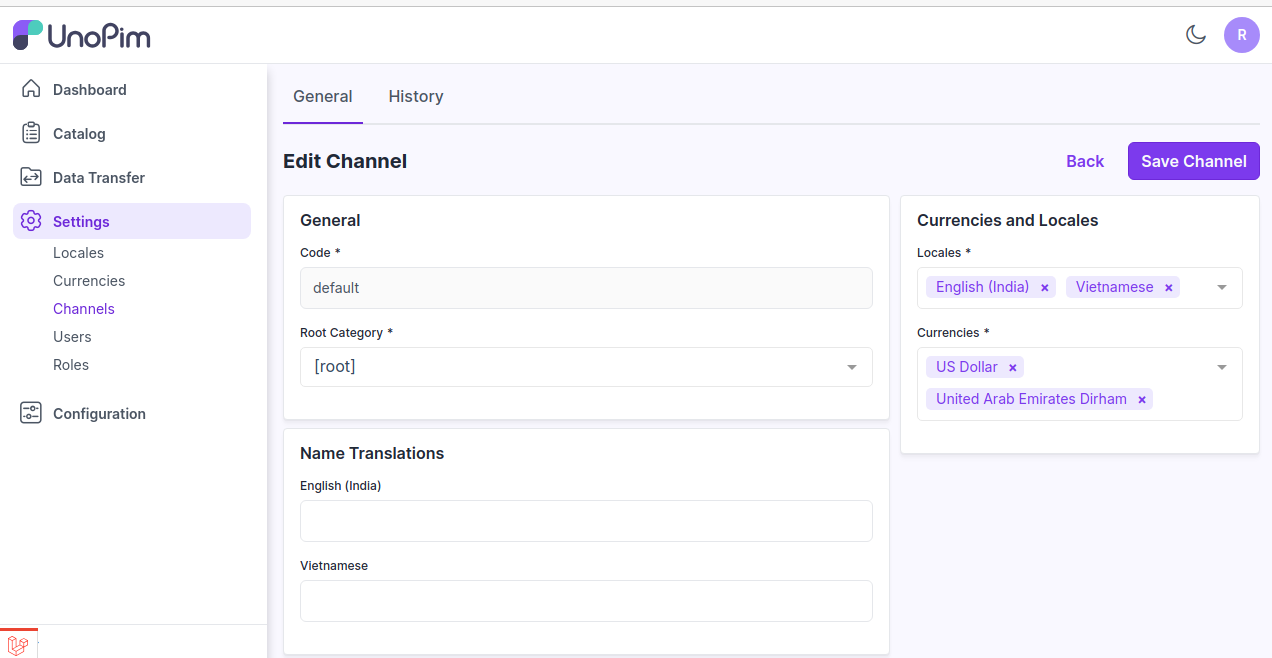 UnoPim
R
Dashboard
Catalog
Data Transfer
Settings
Locales
Currencies
Channels
Users
Roles
Configuration
General History
Edit Channel
Back
Save Channel
General
Code *
default
Root Category *
[root]
Name Translations
English (India)
Vietnamese
Currencies and Locales
Locales *
English (India) × Vietnamese ×
Currencies *
US Dollar ×
United Arab Emirates Dirham ×